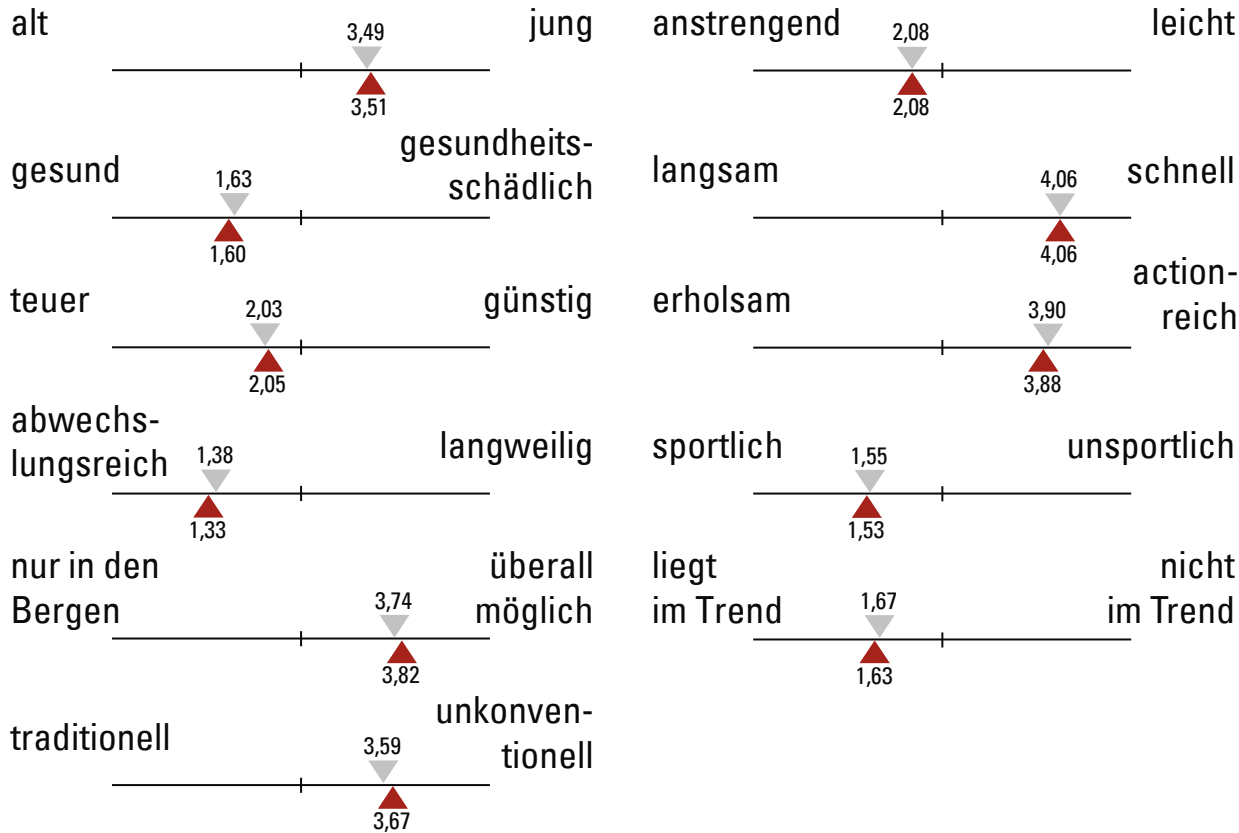 alt
jung
3,49
3,51
gesund
gesundheits-
schädlich
1,63
1,60
teuer
günstig
2,03
2,05
abwechs-
lungsreich
langweilig
1,38
1,33
nur in den
Bergen
überall
möglich
3,74
3,82
traditionell
unkonven-
tionell
3,59
3,67
anstrengend
leicht
2,08
2,08
langsam
schnell
4,06
4,06
erholsam
action-
reich
3,90
3,88
sportlich
unsportlich
1,55
1,53
liegt
im Trend
nicht
im Trend
1,67
1,63